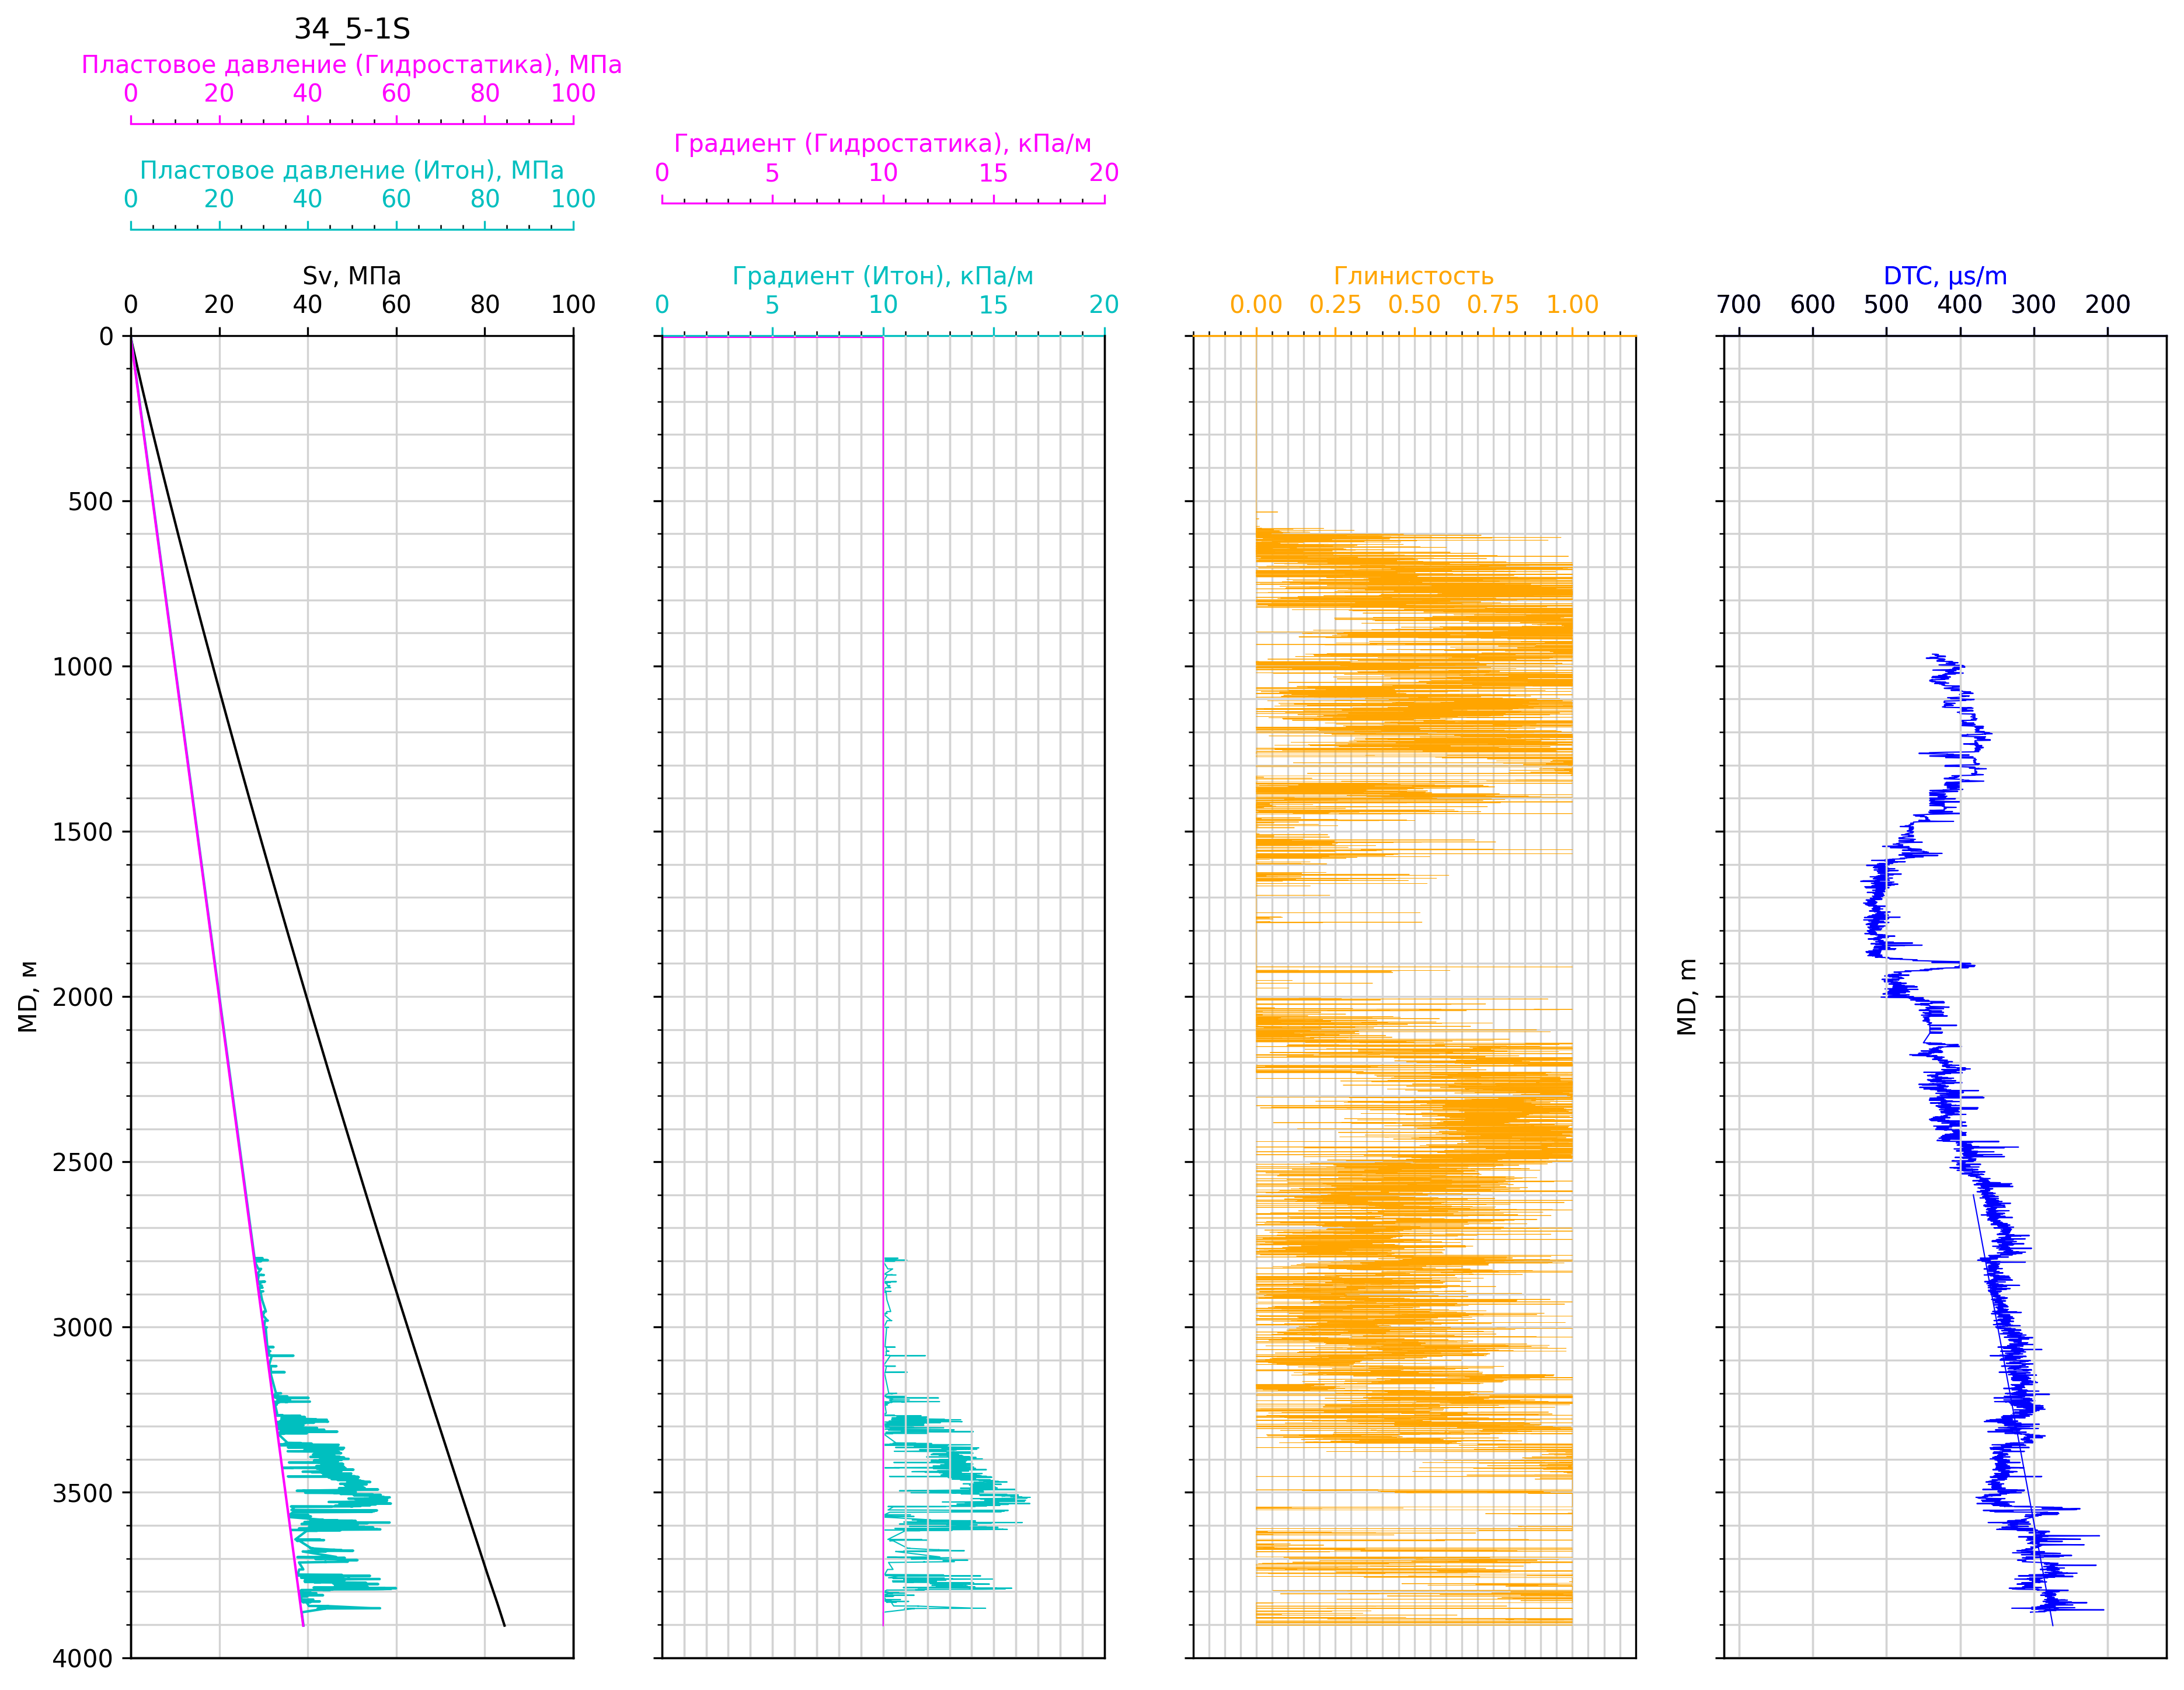 34_5-1S
Пластовое давление (Гидростатика), МПа
0 20 40 60 80 100
Пластовое давление (Итон), МПа
0 20 40 60 80 100
Sv, МПа
0 20 40 60 80 100
Градиент (Гидростатика), кПа/м
0 5 10 15 20
Градиент (Итон), кПа/м
0 5 10 15 20
Глинистость
0.00 0.25 0.50 0.75 1.00
DTC, μs/m
700 600 500 400 300 200
MD, м
0
500
1000
1500
2000
2500
3000
3500
4000
MD, m